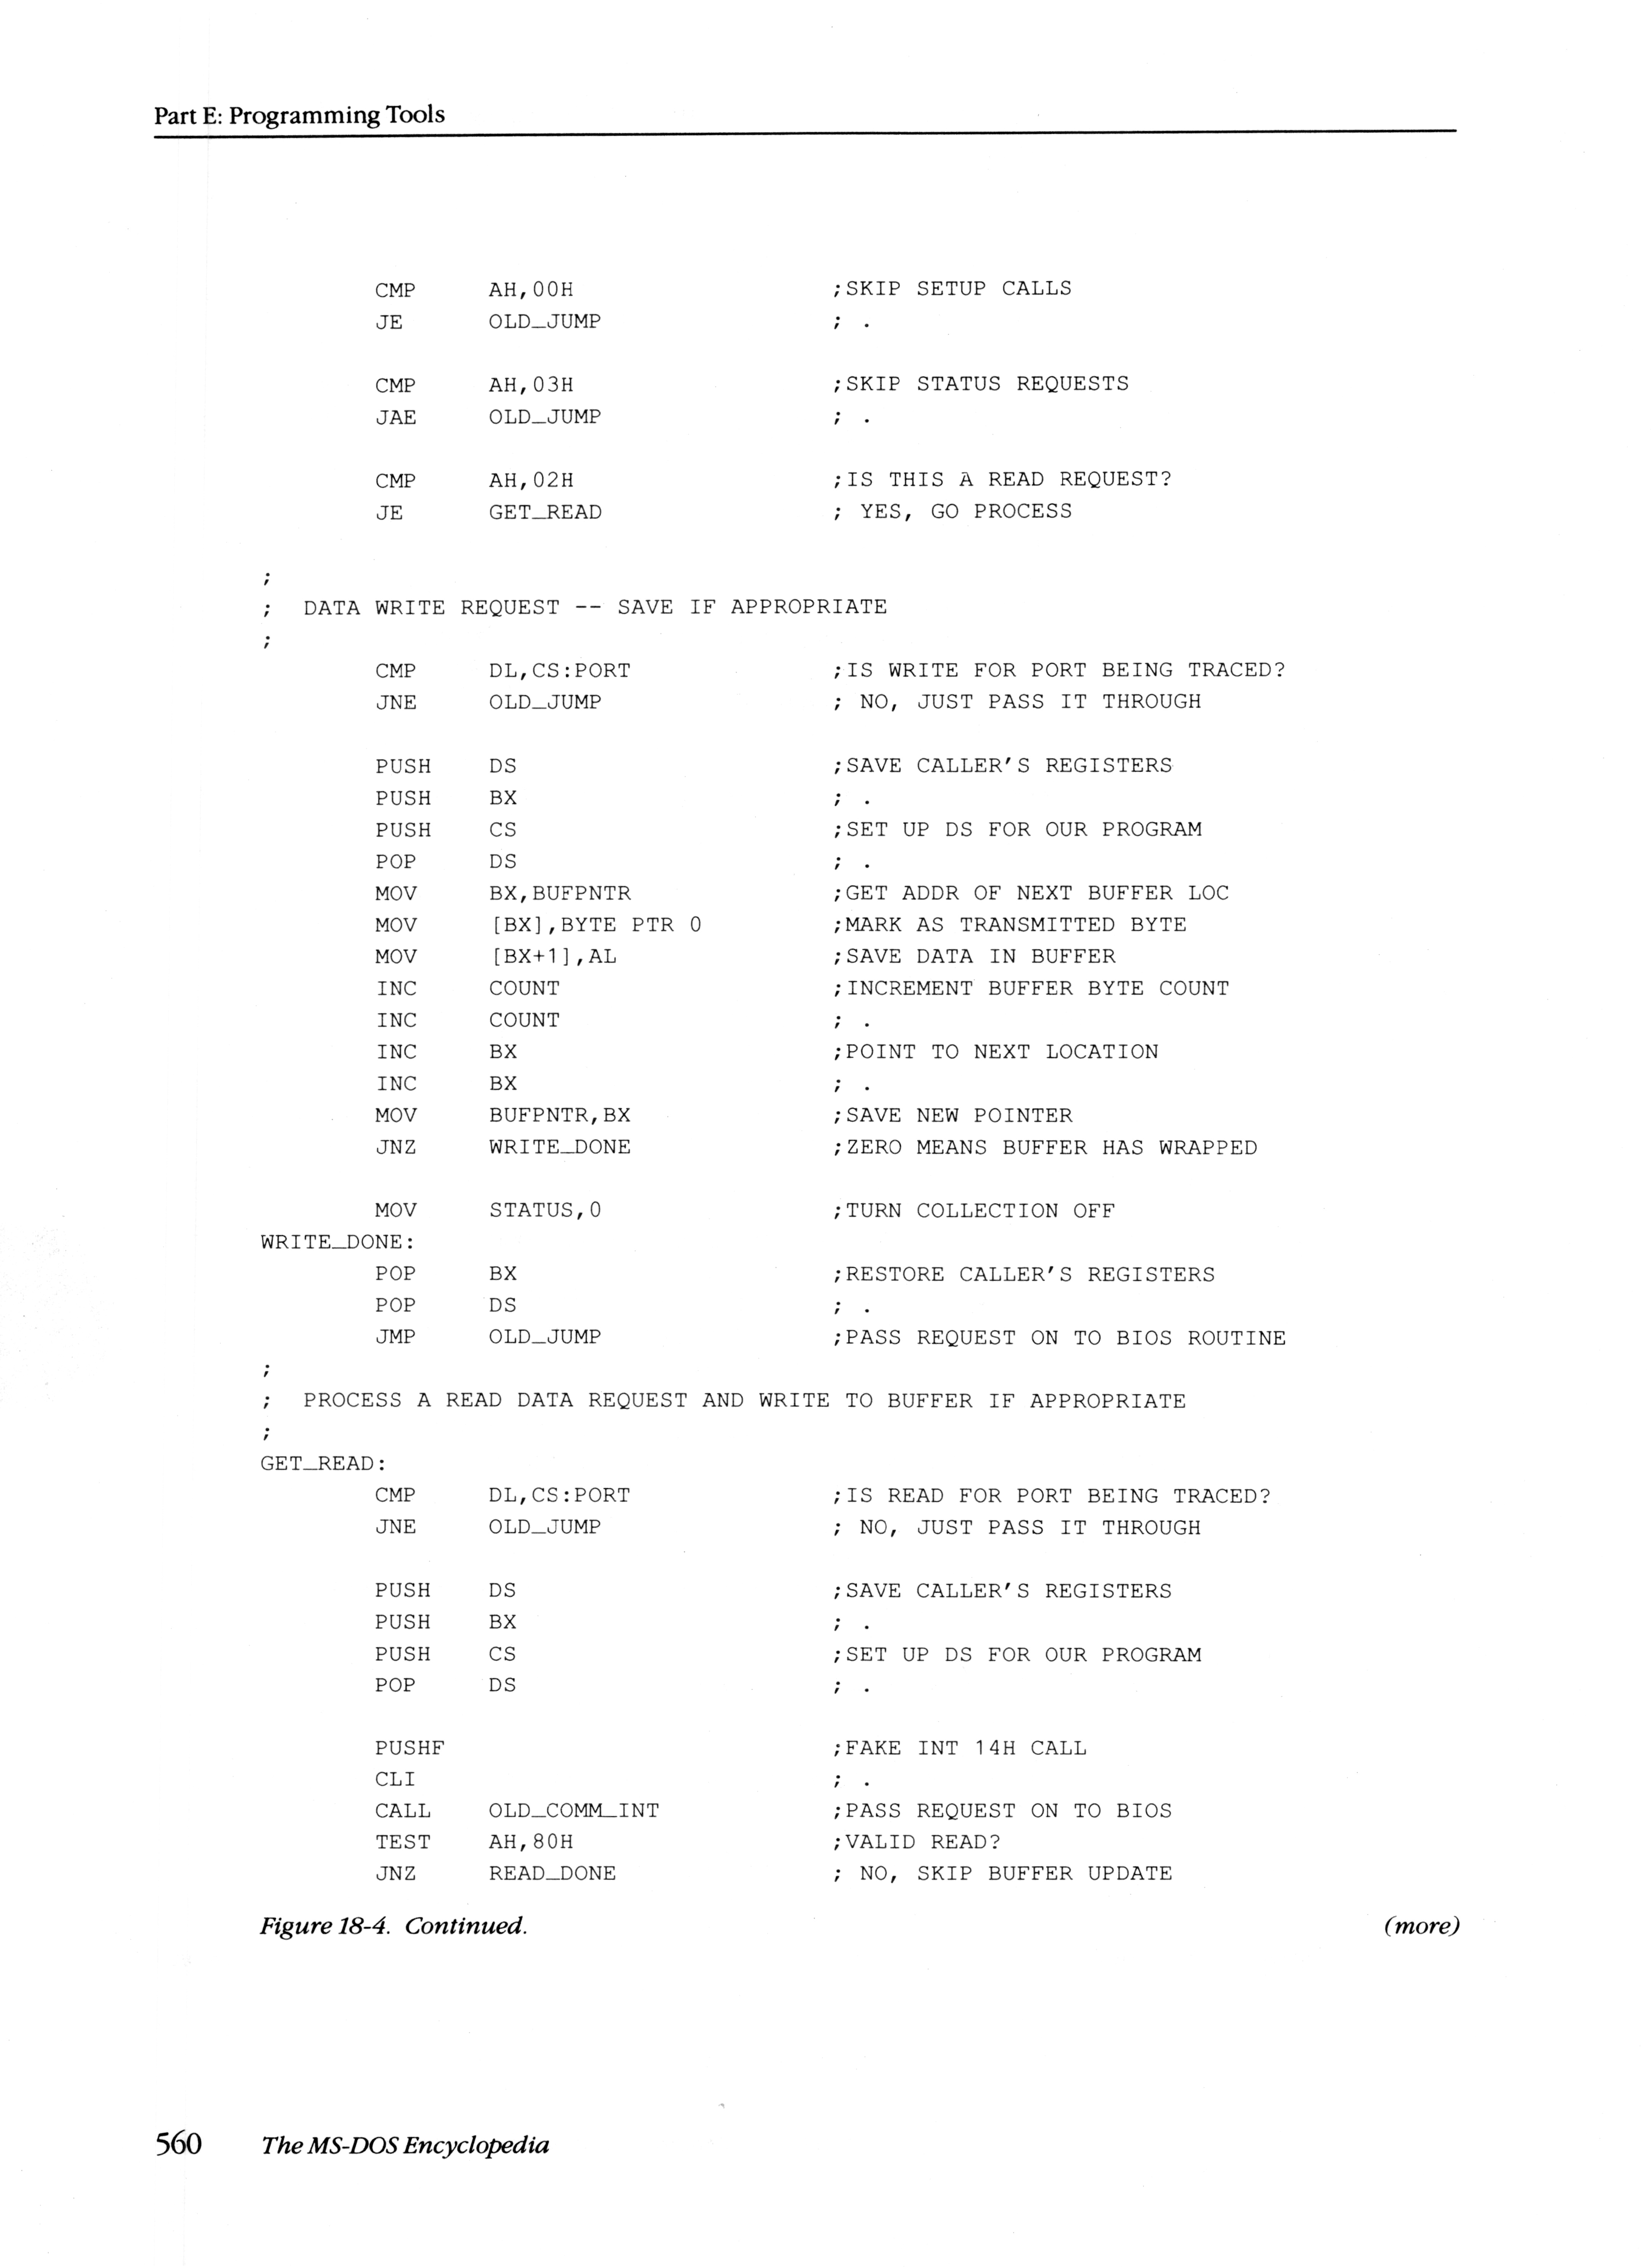 Part E: Programming Tools
CMP AH,00H ;SKIP SETUP CALLS
JE OLD_JUMP ; .
CMP AH,03H ;SKIP STATUS REQUESTS
JAE OLD_JUMP ; .
CMP AH,02H ;IS THIS A READ REQUEST?
JE GET_READ ; YES, GO PROCESS
;
; DATA WRITE REQUEST -- SAVE IF APPROPRIATE
;
CMP DL,CS:PORT ;IS WRITE FOR PORT BEING TRACED?
JNE OLD_JUMP ; NO, JUST PASS IT THROUGH
PUSH DS ;SAVE CALLER'S REGISTERS
PUSH BX ; .
PUSH CS ;SET UP DS FOR OUR PROGRAM
POP DS ; .
MOV BX,BUFPNTR ;GET ADDR OF NEXT BUFFER LOC
MOV [BX],BYTE PTR 0 ;MARK AS TRANSMITTED BYTE
MOV [BX+1],AL ;SAVE DATA IN BUFFER
INC COUNT ;INCREMENT BUFFER BYTE COUNT
INC COUNT ; .
INC BX ;POINT TO NEXT LOCATION
INC BX ; .
MOV BUFPNTR,BX ;SAVE NEW POINTER
JNZ WRITE_DONE ;ZERO MEANS BUFFER HAS WRAPPED
MOV STATUS,0 ;TURN COLLECTION OFF
WRITE_DONE:
POP BX ;RESTORE CALLER'S REGISTERS
POP DS ; .
JMP OLD_JUMP ;PASS REQUEST ON TO BIOS ROUTINE
;
; PROCESS A READ DATA REQUEST AND WRITE TO BUFFER IF APPROPRIATE
;
GET_READ:
CMP DL,CS:PORT ;IS READ FOR PORT BEING TRACED?
JNE OLD_JUMP ; NO, JUST PASS IT THROUGH
PUSH DS ;SAVE CALLER'S REGISTERS
PUSH BX ; .
PUSH CS ;SET UP DS FOR OUR PROGRAM
POP DS ; .
PUSHF ;FAKE INT 14H CALL
CLI ; .
CALL OLD_COMM_INT ;PASS REQUEST ON TO BIOS
TEST AH,80H ;VALID READ?
JNZ READ_DONE ; NO, SKIP BUFFER UPDATE
Figure 18-4. Continued. (more)
560 The MS-DOS Encyclopedia